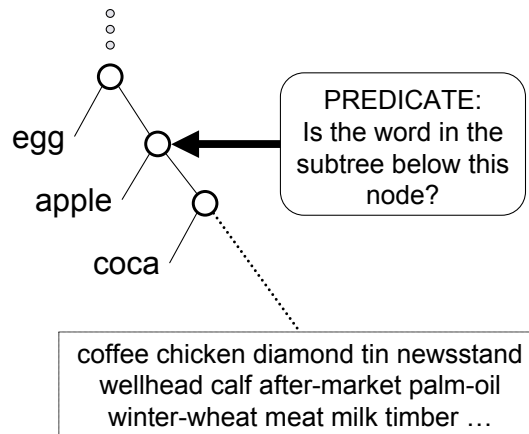 PREDICATE:
Is the word in the
subtree below this
node?
egg
apple
coca
coffee chicken diamond tin newsstand
wellhead calf after-market palm-oil
winter-wheat meat milk timber …